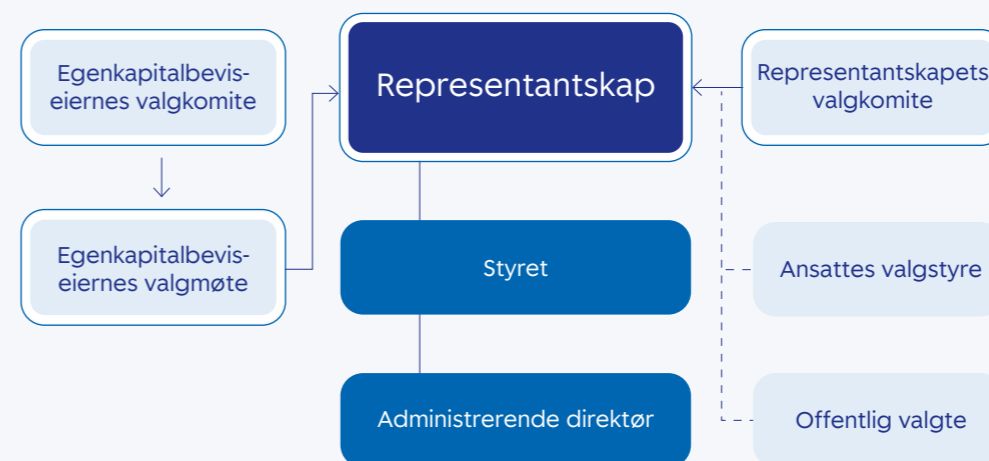 Egenkapitalbevis-
eiernes valgkomite
Representantskap
Representantskapets
valgkomite
Egenkapitalbevis-
eiernes valgmøte
Styret
Ansattes valgstyre
Administrerende direktør
Offentlig valgte